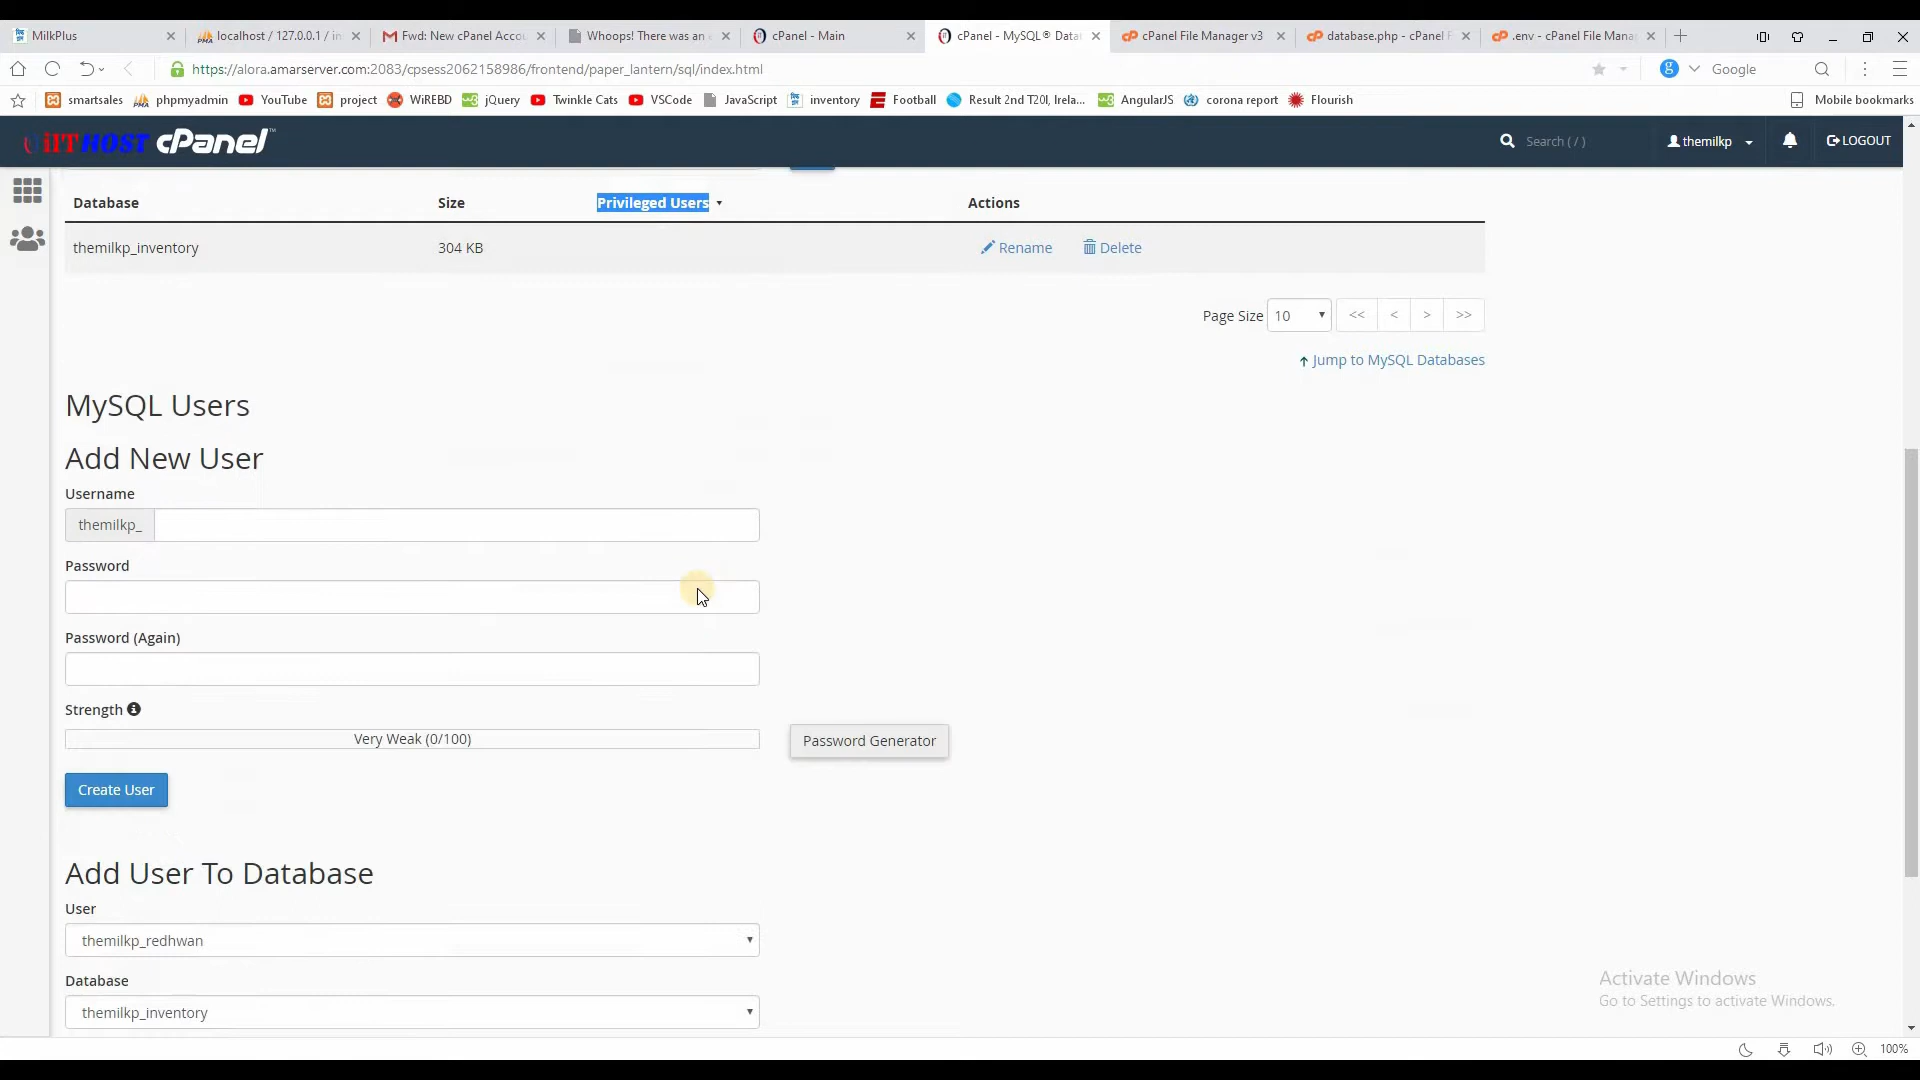 MilkPlus
localhost / 127.0.0.1 / in
Fwd: New cPanel Accou
Whoops! There was an e
cPanel - Main
cPanel - MySQL® Datab
cPanel File Manager v3
database.php - cPanel F
.env - cPanel File Mana
https://alora.amarserver.com:2083/cpsess2062158986/frontend/paper_lantern/sql/index.html
Google
smartsales
phpmyadmin
YouTube
project
WiREBD
jQuery
Twinkle Cats
VSCode
JavaScript
inventory
Football
Result 2nd T20I, Irela...
AngularJS
corona report
Flourish
Mobile bookmarks
HOST cPanel™
Search ( / )
themilkp
LOGOUT
Database
Size
Privileged Users
Actions
themilkp_inventory
304 KB
Rename
Delete
Page Size
10
<<
<
>
>>
Jump to MySQL Databases
MySQL Users
Add New User
Username
themilkp_
Password
Password (Again)
Strength
Very Weak (0/100)
Password Generator
Create User
Add User To Database
User
themilkp_redhwan
Database
themilkp_inventory
Activate Windows
Go to Settings to activate Windows.
100%